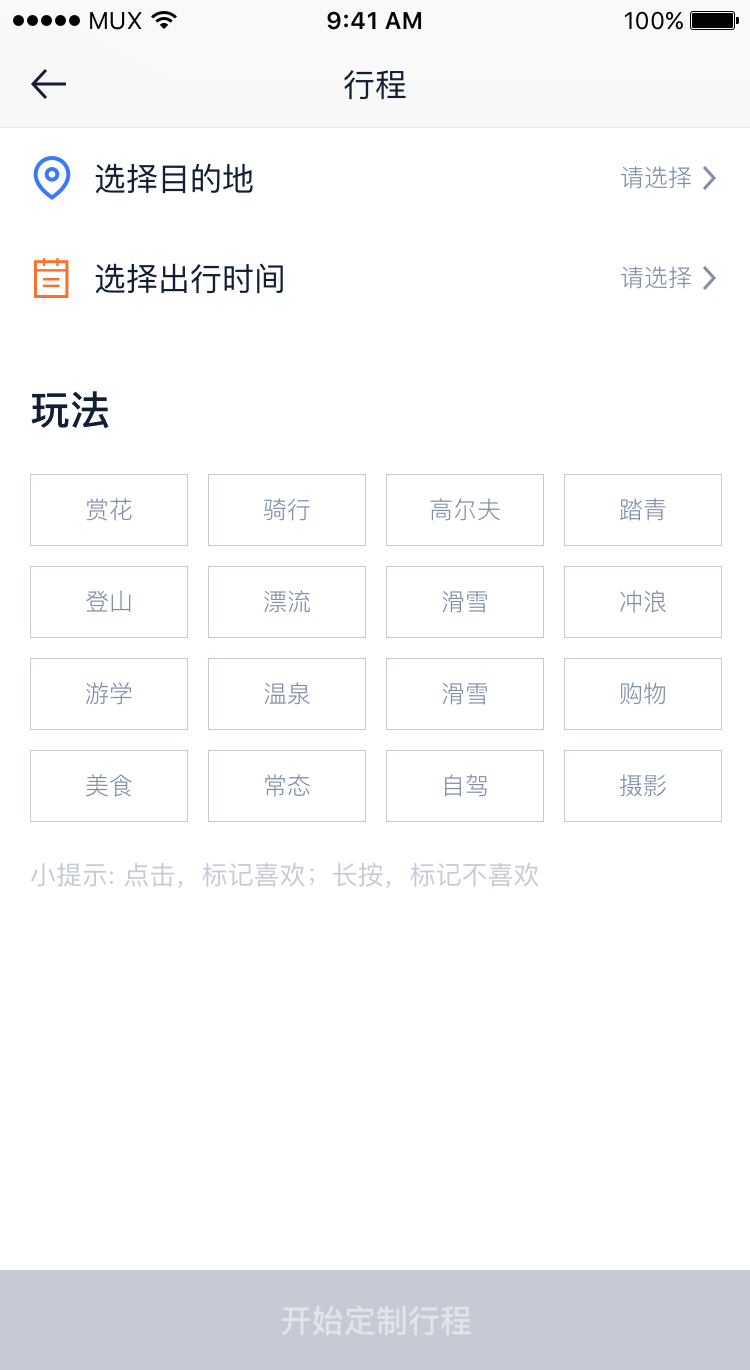 MUX 9:41 AM 100%
行程
选择目的地 请选择
选择出行时间 请选择
玩法
赏花 骑行 高尔夫 踏青
登山 漂流 滑雪 冲浪
游学 温泉 滑雪 购物
美食 常态 自驾 摄影
小提示: 点击，标记喜欢；长按，标记不喜欢
开始定制行程